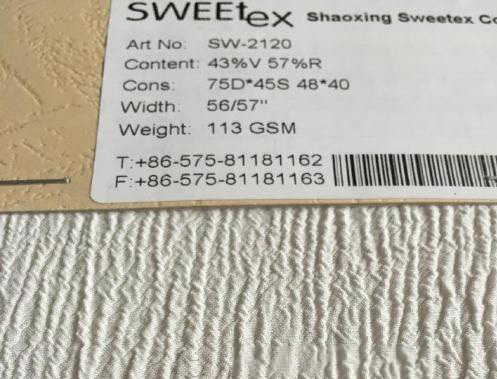 SWEEtex Shaoxing Sweetex Co
Art No: SW-2120
Content: 43%V 57%R
Cons: 75D*45S 48*40
Width: 56/57"
Weight: 113 GSM
T:+86-575-81181162
F:+86-575-81181163